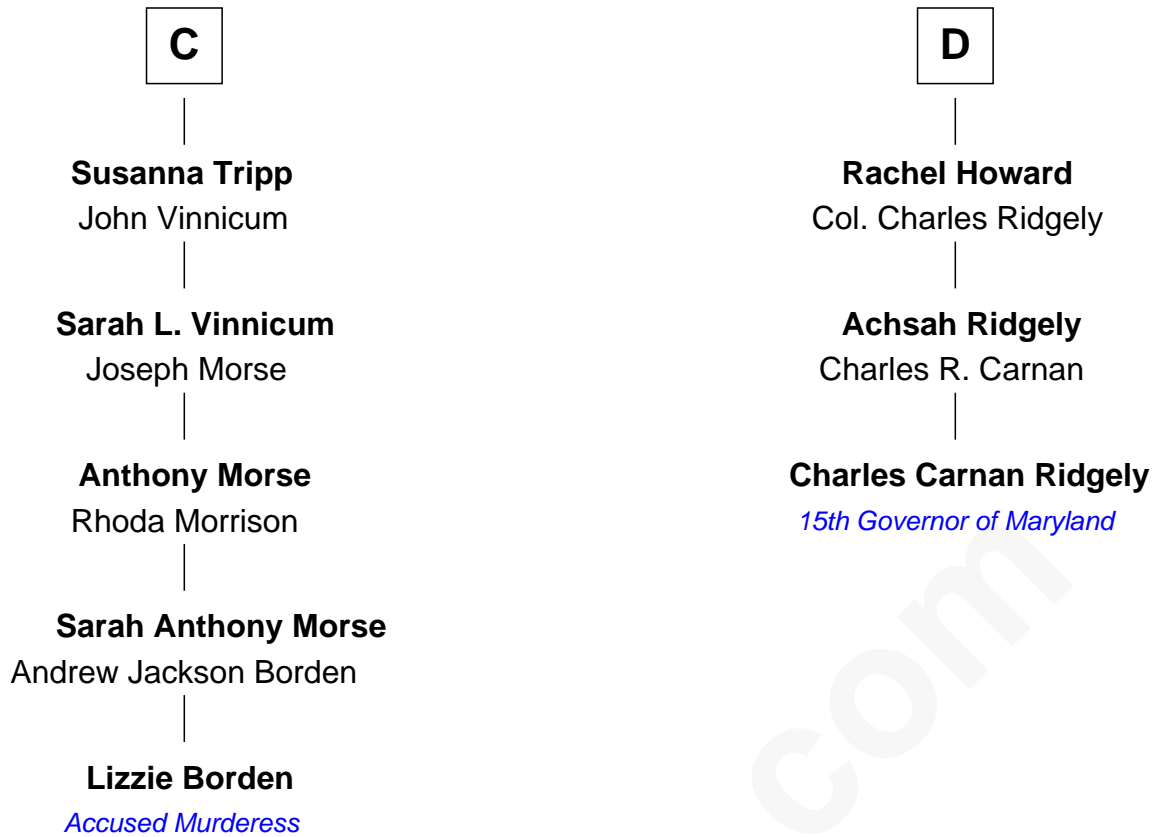 C
Susanna Tripp
John Vinnicum
Sarah L. Vinnicum
Joseph Morse
Anthony Morse
Rhoda Morrison
Sarah Anthony Morse
Andrew Jackson Borden
Lizzie Borden
Accused Murderess
D
Rachel Howard
Col. Charles Ridgely
Achsah Ridgely
Charles R. Carnan
Charles Carnan Ridgely
15th Governor of Maryland
com